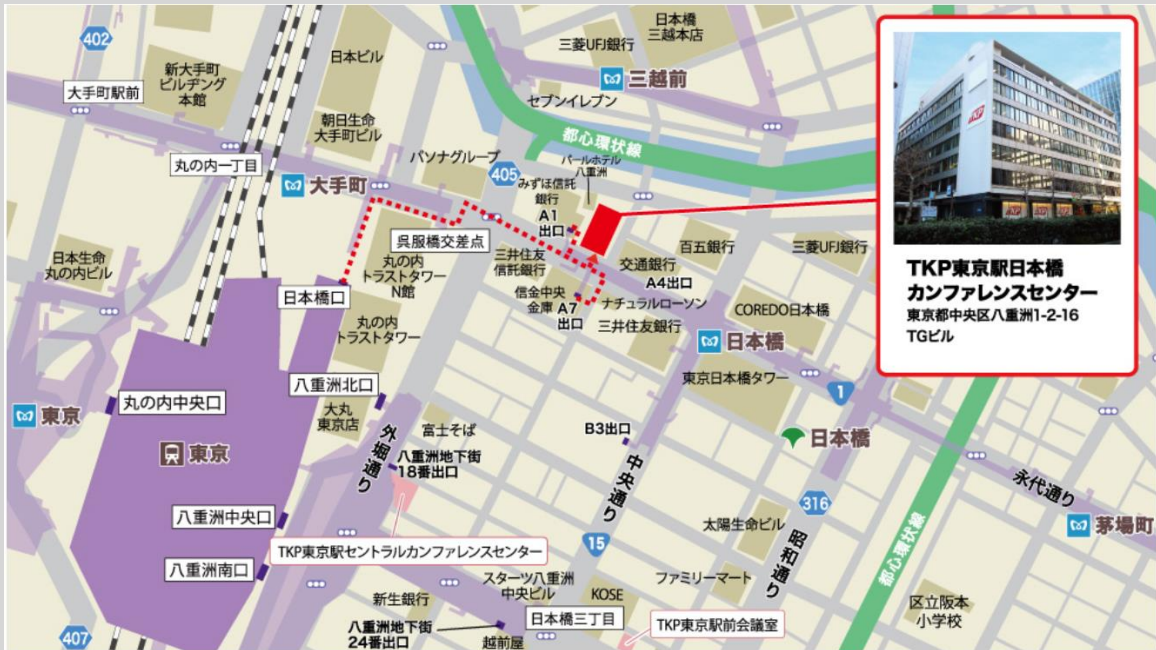 402
大手町駅前
新大手町
ビルヂング
本館
日本ビル
三菱UFJ銀行
日本橋
三越本店
三越前
セブンイレブン
朝日生命
大手町ビル
都心環状線
丸の内一丁目
大手町
パソナグループ
405
パールホテル
八重洲
みずほ信託
銀行
A1
出口
呉服橋交差点
丸の内
トラストタワー
N館
三井住友
信託銀行
百五銀行
三菱UFJ銀行
交通銀行
A4出口
日本生命
丸の内ビル
日本橋口
信金中央
金庫
A7
出口
ナチュラルローソン
三井住友銀行
COREDO日本橋
丸の内
トラストタワー
日本橋
東京日本橋タワー
1
TKP
TKP東京駅日本橋
カンファレンスセンター
東京都中央区八重洲1-2-16
TGビル
丸の内中央口
八重洲北口
東京
大丸
東京店
外堀通り
富士そば
八重洲地下街
18番出口
B3出口
中央通り
日本橋
東京
永代通り
茅場町
316
八重洲中央口
TKP東京駅セントラルカンファレンスセンター
15
太陽生命ビル
昭和通り
都心環状線
八重洲南口
新生銀行
スターツ八重洲
中央ビル
KOSE
ファミリーマート
区立阪本
小学校
407
八重洲地下街
24番出口
越前屋
日本橋三丁目
TKP東京駅前会議室